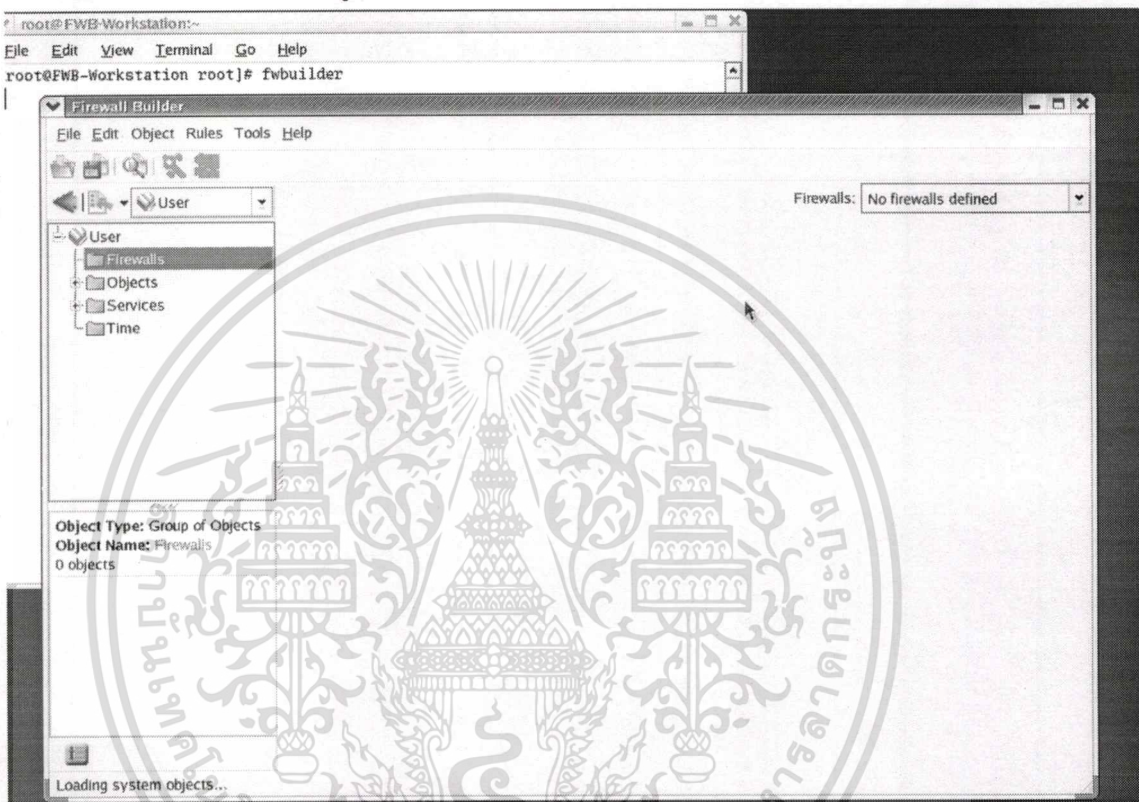 root@FWB-Workstation:~
File Edit View Terminal Go Help
root@FWB-Workstation root]# fwbuilder
Firewall Builder
File Edit Object Rules Tools Help
User
Firewalls: No firewalls defined
User
Firewalls
Objects
Services
Time
Object Type: Group of Objects
Object Name: Firewalls
0 objects
Loading system objects...